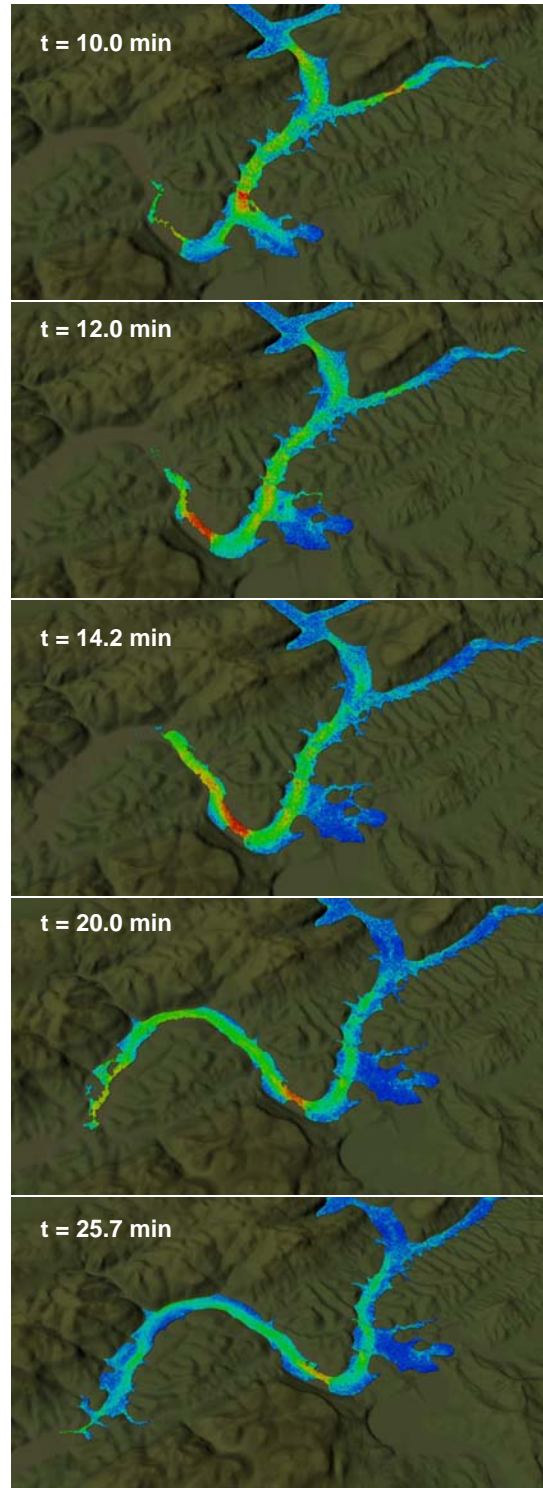 t = 10.0 min
t = 12.0 min
t = 14.2 min
t = 20.0 min
t = 25.7 min